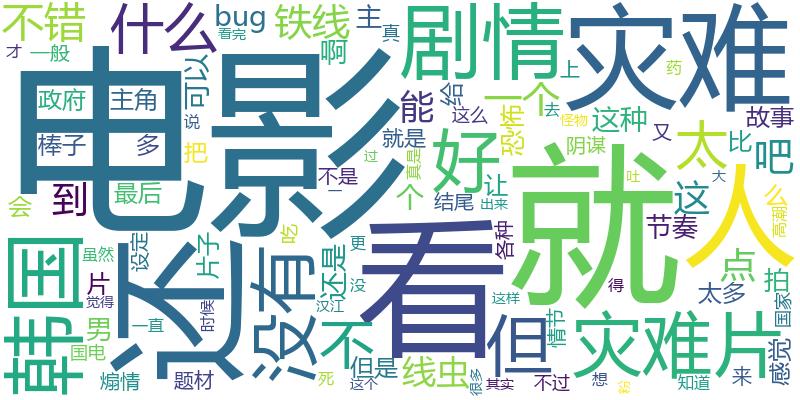 不错
什么
bug
看完
铁线
主
真
剧情
灾难
才
一般
啊
可以
上
药
政府
主角
电影
能
给
一个
恐怖
这么
去
怪物
这种
故事
棒子
多
说
把
就是
好
就
阴谋
又
太
比
吧
人
会
到
最后
不是
过
真是
个
让
这
么
高潮
韩国
设定
片子
吃
一
结尾
出来
大
吐
节奏
虽然
片
觉得
还
没有
还是
更
没
看
各种
但
点
拍
太多
国家
感觉
男
国电
一直
时候
汉江
不
这样
情节
得
灾难片
煽情
题材
死
这个
但是
线虫
很多
其实
不过
想
粉
知道
来